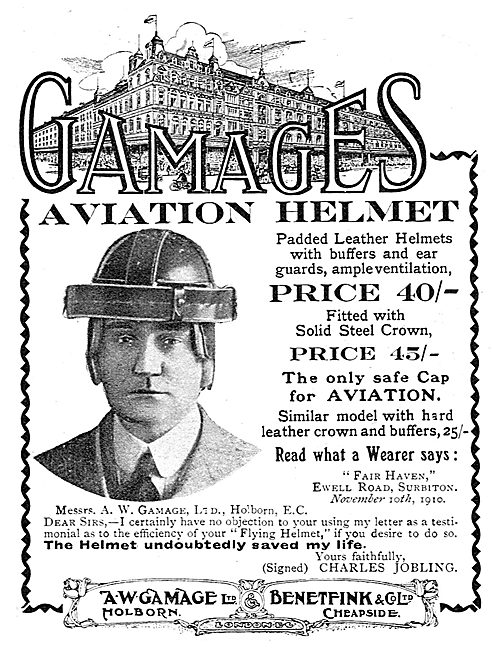 GAMAGES
AVIATION HELMET
Padded Leather Helmets
with buffers and ear
guards, ample ventilation,
PRICE 40/-
Fitted with
Solid Steel Crown,
PRICE 45/-
The only safe Cap
for AVIATION.
Similar model with hard
leather crown and buffers, 25/-
Read what a Wearer says:
"FAIR HAVEN,"
EWELL ROAD, SURBITON.
November 10th, 1910.
Messrs. A. W. GAMAGE, LTD., Holborn, E.C.
DEAR SIRS,—I certainly have no objection to your using my letter as a testi-
monial as to the efficiency of your "Flying Helmet," if you desire to do so.
The Helmet undoubtedly saved my life.
Yours faithfully,
(Signed) CHARLES JOBLING.
A.W. GAMAGE LTD & BENETFINK & CO LTD
HOLBORN. CHEAPSIDE.
LONDON E.C.